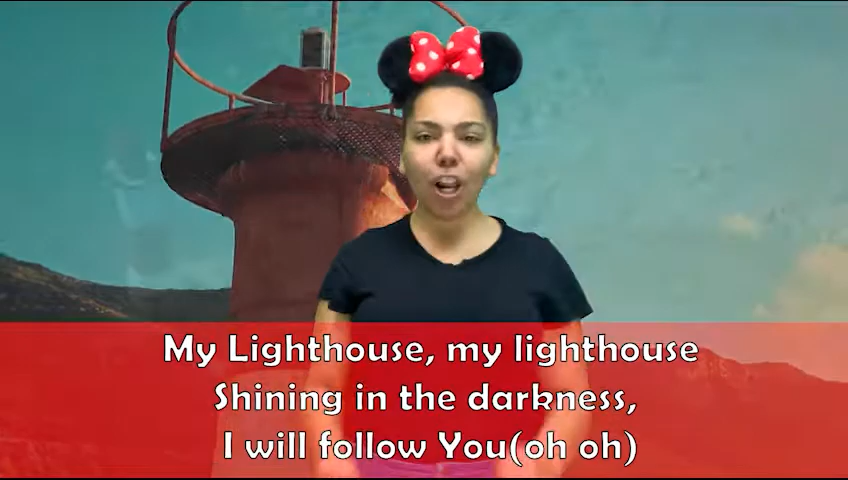 My Lighthouse, my lighthouse
Shining in the darkness,
I will follow You(oh oh)